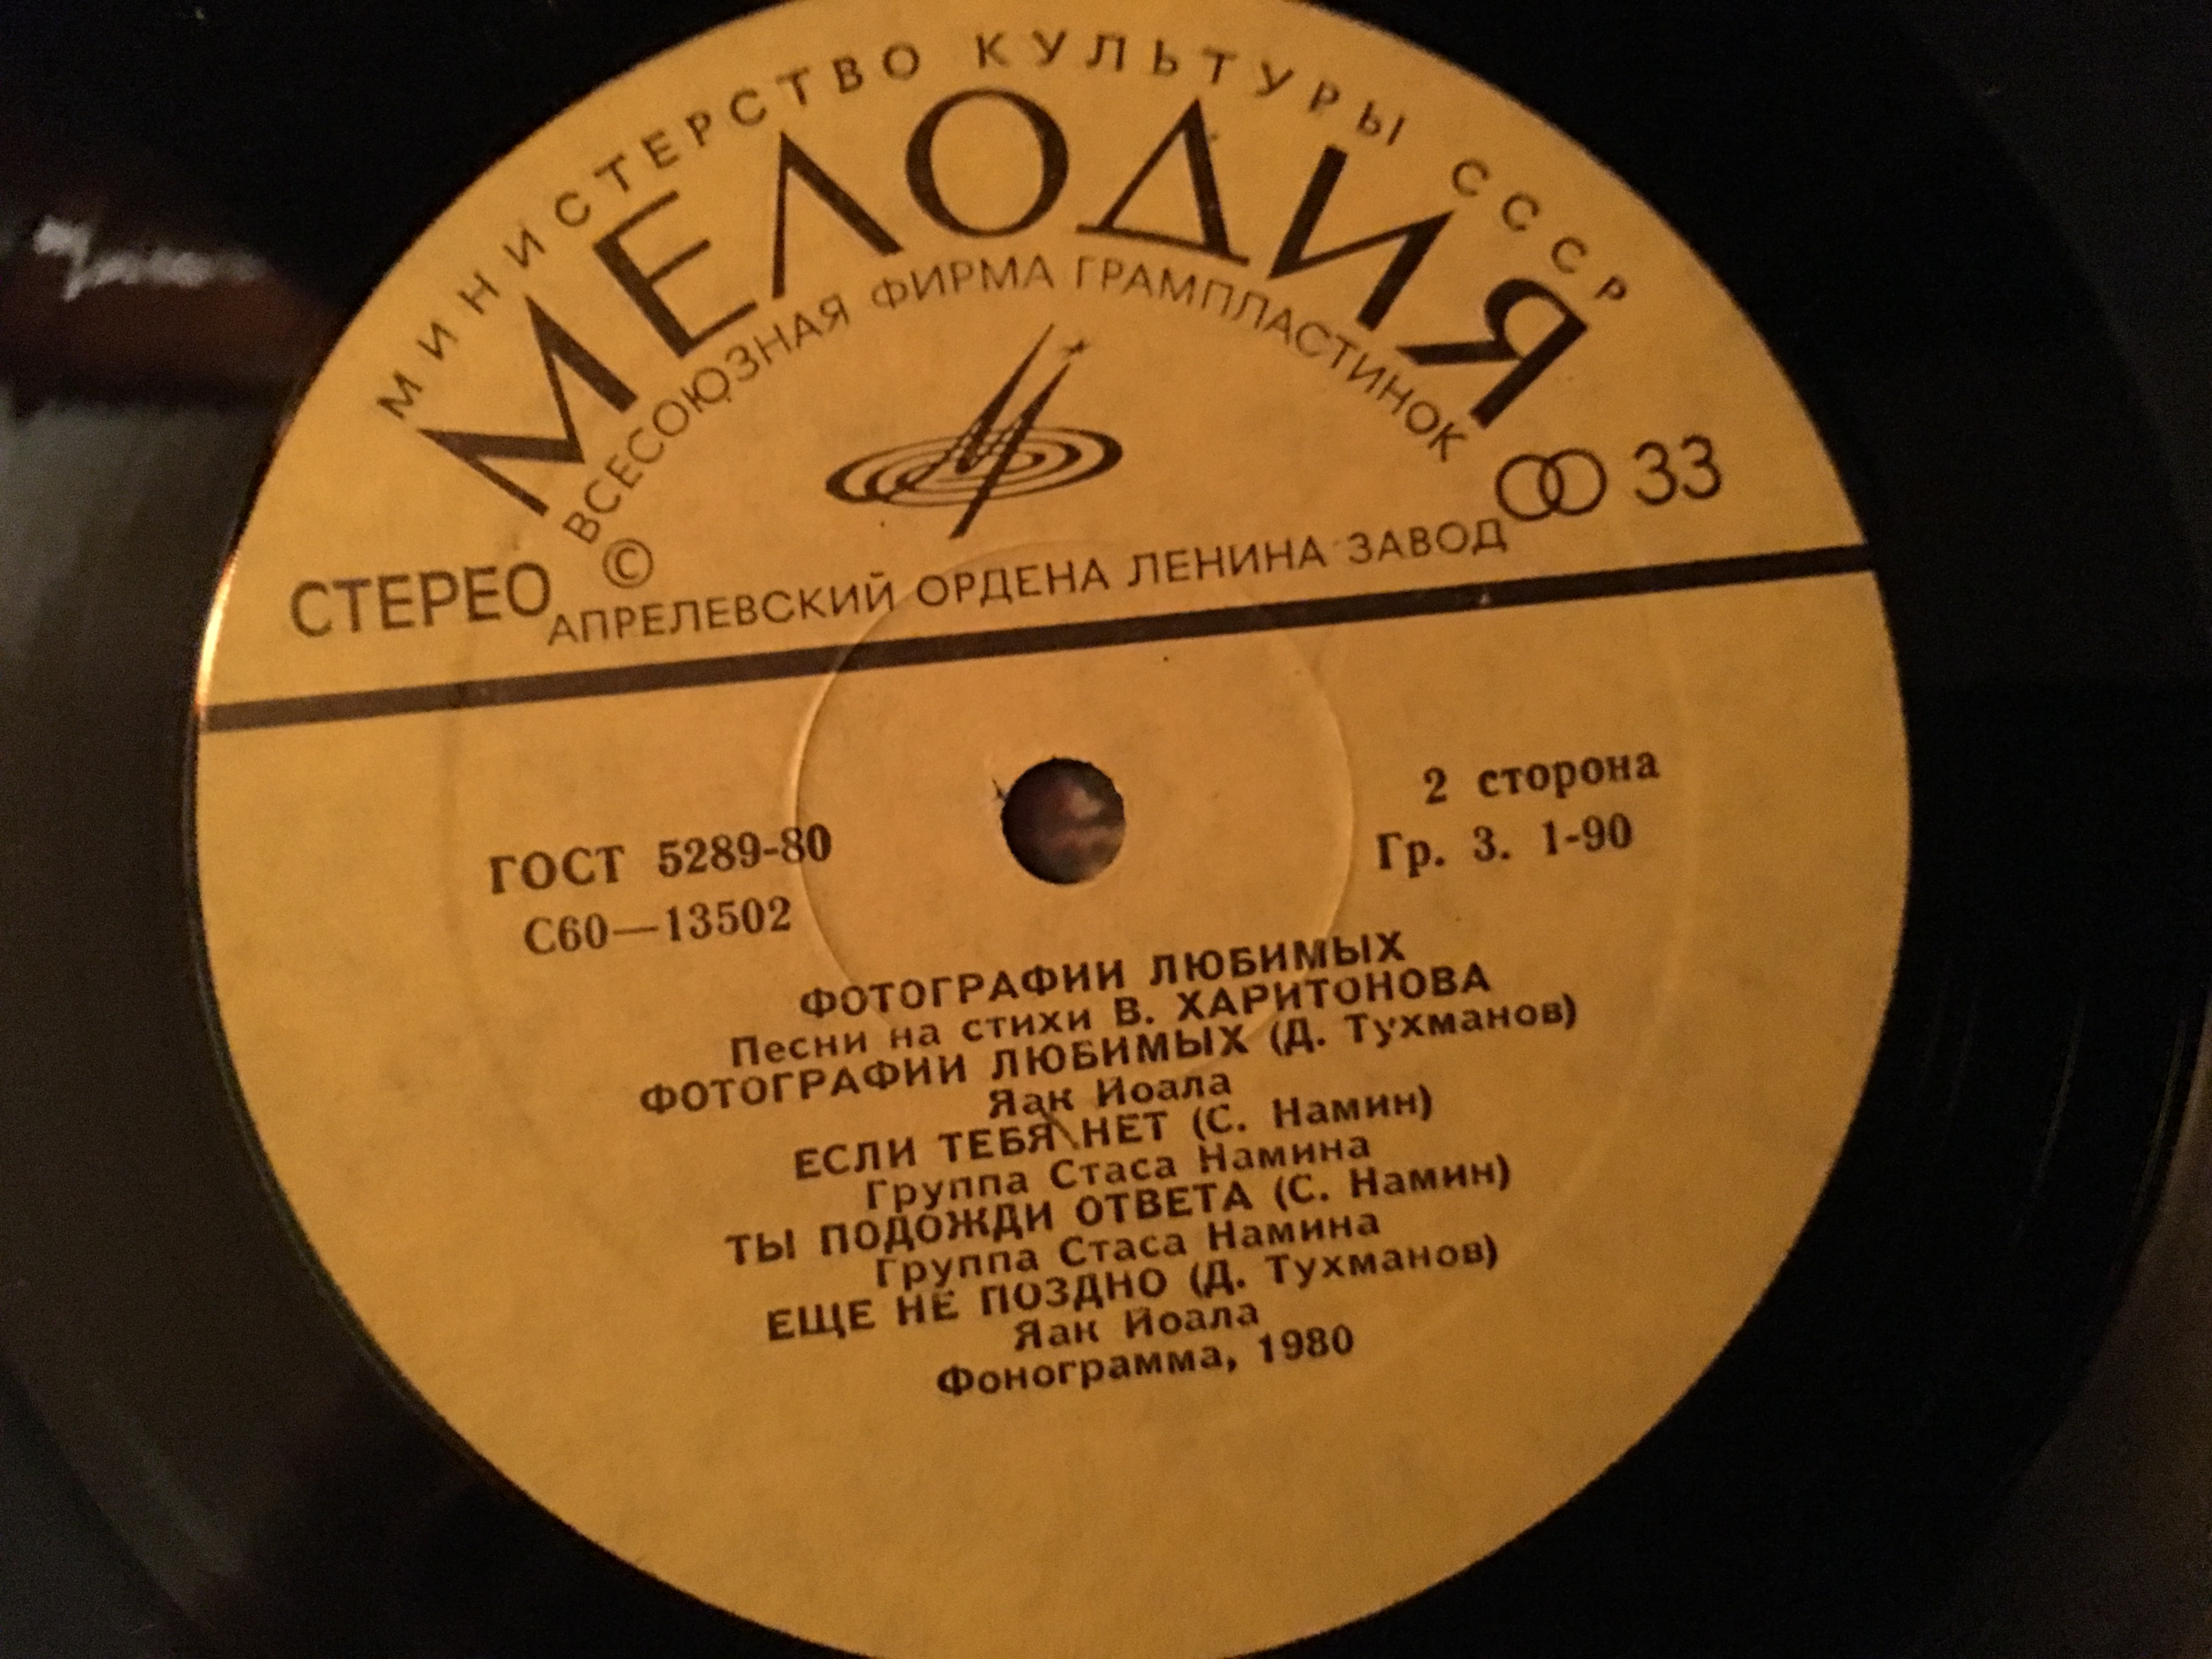 МИНИСТЕРСТВО КУЛЬТУРЫ СССР
МЕЛОДИЯ
ВСЕСОЮЗНАЯ ФИРМА ГРАМПЛАСТИНОК
33
СТЕРЕО
©
АПРЕЛЕВСКИЙ ОРДЕНА ЛЕНИНА ЗАВОД
2 сторона
ГОСТ 5289-80
Гр. 3. 1-90
С60—13502
ФОТОГРАФИИ ЛЮБИМЫХ
Песни на стихи В. ХАРИТОНОВА
ФОТОГРАФИИ ЛЮБИМЫХ (Д. Тухманов)
Яак Йоала
ЕСЛИ ТЕБЯ НЕТ (С. Намин)
Группа Стаса Намина
ТЫ ПОДОЖДИ ОТВЕТА (С. Намин)
Группа Стаса Намина
ЕЩЕ НЕ ПОЗДНО (Д. Тухманов)
Яак Йоала
Фонограмма, 1980